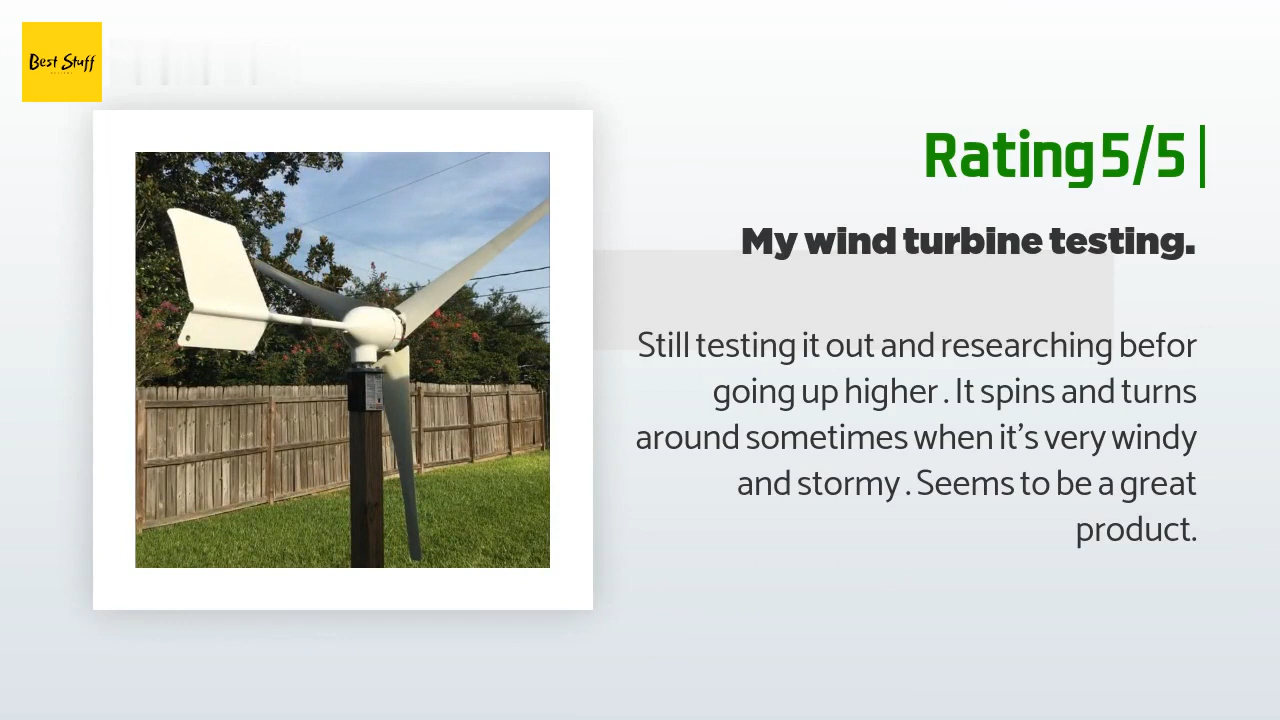 Best Stuff
Rating 5/5
My wind turbine testing.
Still testing it out and researching befor
going up higher . It spins and turns
around sometimes when it's very windy
and stormy . Seems to be a great
product.